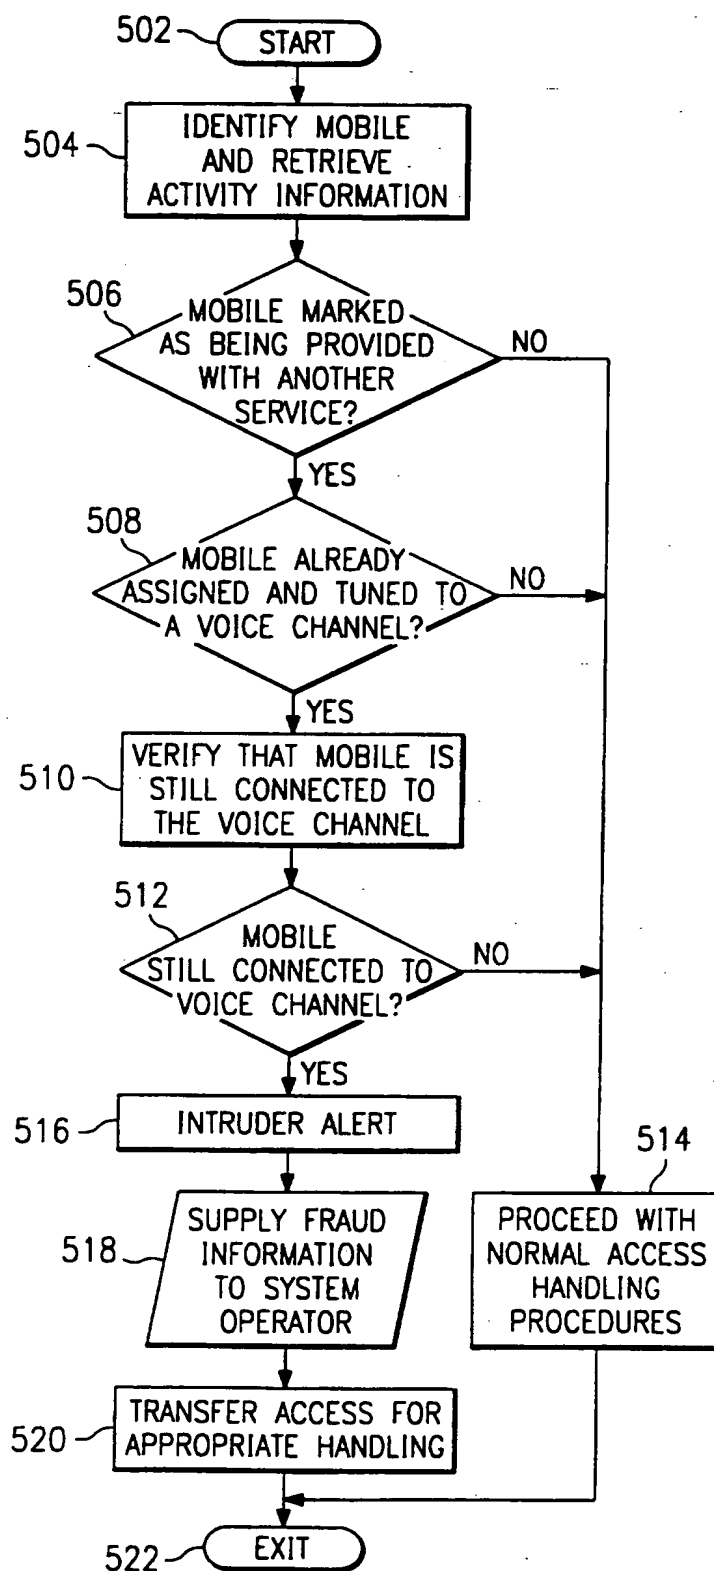 502
START
504
IDENTIFY MOBILE
AND RETRIEVE
ACTIVITY INFORMATION
506
MOBILE MARKED
AS BEING PROVIDED
WITH ANOTHER
SERVICE?
NO
YES
508
MOBILE ALREADY
ASSIGNED AND TUNED TO
A VOICE CHANNEL?
NO
YES
510
VERIFY THAT MOBILE IS
STILL CONNECTED TO
THE VOICE CHANNEL
512
MOBILE
STILL CONNECTED TO
VOICE CHANNEL?
NO
YES
516
INTRUDER ALERT
514
PROCEED WITH
NORMAL ACCESS
HANDLING
PROCEDURES
518
SUPPLY FRAUD
INFORMATION
TO SYSTEM
OPERATOR
520
TRANSFER ACCESS FOR
APPROPRIATE HANDLING
522
EXIT